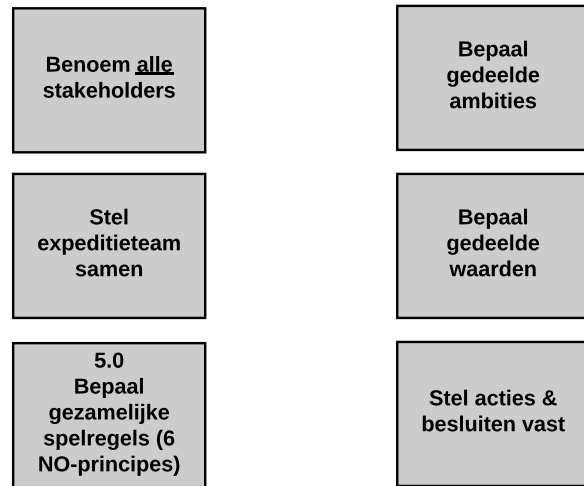 Benoem alle
stakeholders
Stel
expeditieteam
samen
5.0
Bepaal
gezamelijke
spelregels (6
NO-principes)
Bepaal
gedeelde
ambities
Bepaal
gedeelde
waarden
Stel acties &
besluiten vast